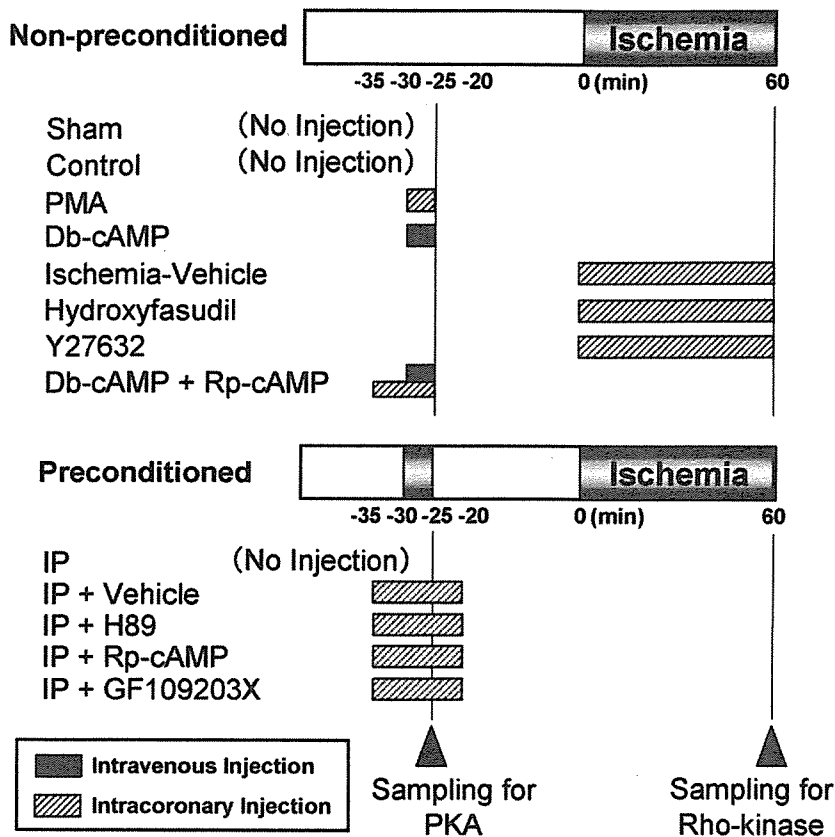 Non-preconditioned
Ischemia
-35 -30 -25 -20 0 (min) 60
Sham (No Injection)
Control (No Injection)
PMA
Db-cAMP
Ischemia-Vehicle
Hydroxyfasudil
Y27632
Db-cAMP + Rp-cAMP
Preconditioned
Ischemia
-35 -30 -25 -20 0 (min) 60
IP (No Injection)
IP + Vehicle
IP + H89
IP + Rp-cAMP
IP + GF109203X
Intravenous Injection
Intracoronary Injection
Sampling for
PKA
Sampling for
Rho-kinase